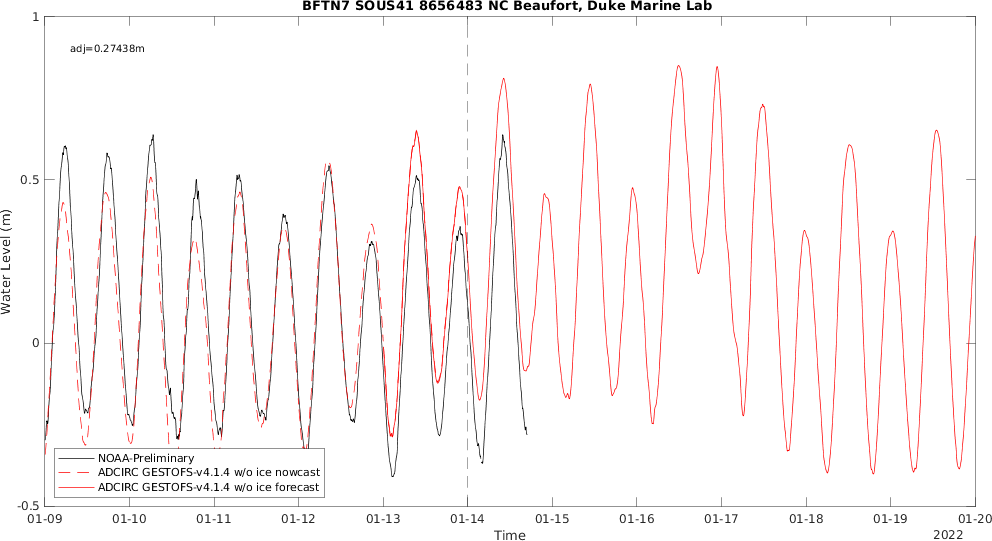 BFTN7 SOUS41 8656483 NC Beaufort, Duke Marine Lab
1
adj=0.27438m
0.5
Water Level (m)
0
NOAA-Preliminary
ADCIRC GESTOFS-v4.1.4 w/o ice nowcast
ADCIRC GESTOFS-v4.1.4 w/o ice forecast
-0.5
01-09 01-10 01-11 01-12 01-13 01-14 01-15 01-16 01-17 01-18 01-19 01-20
Time 2022